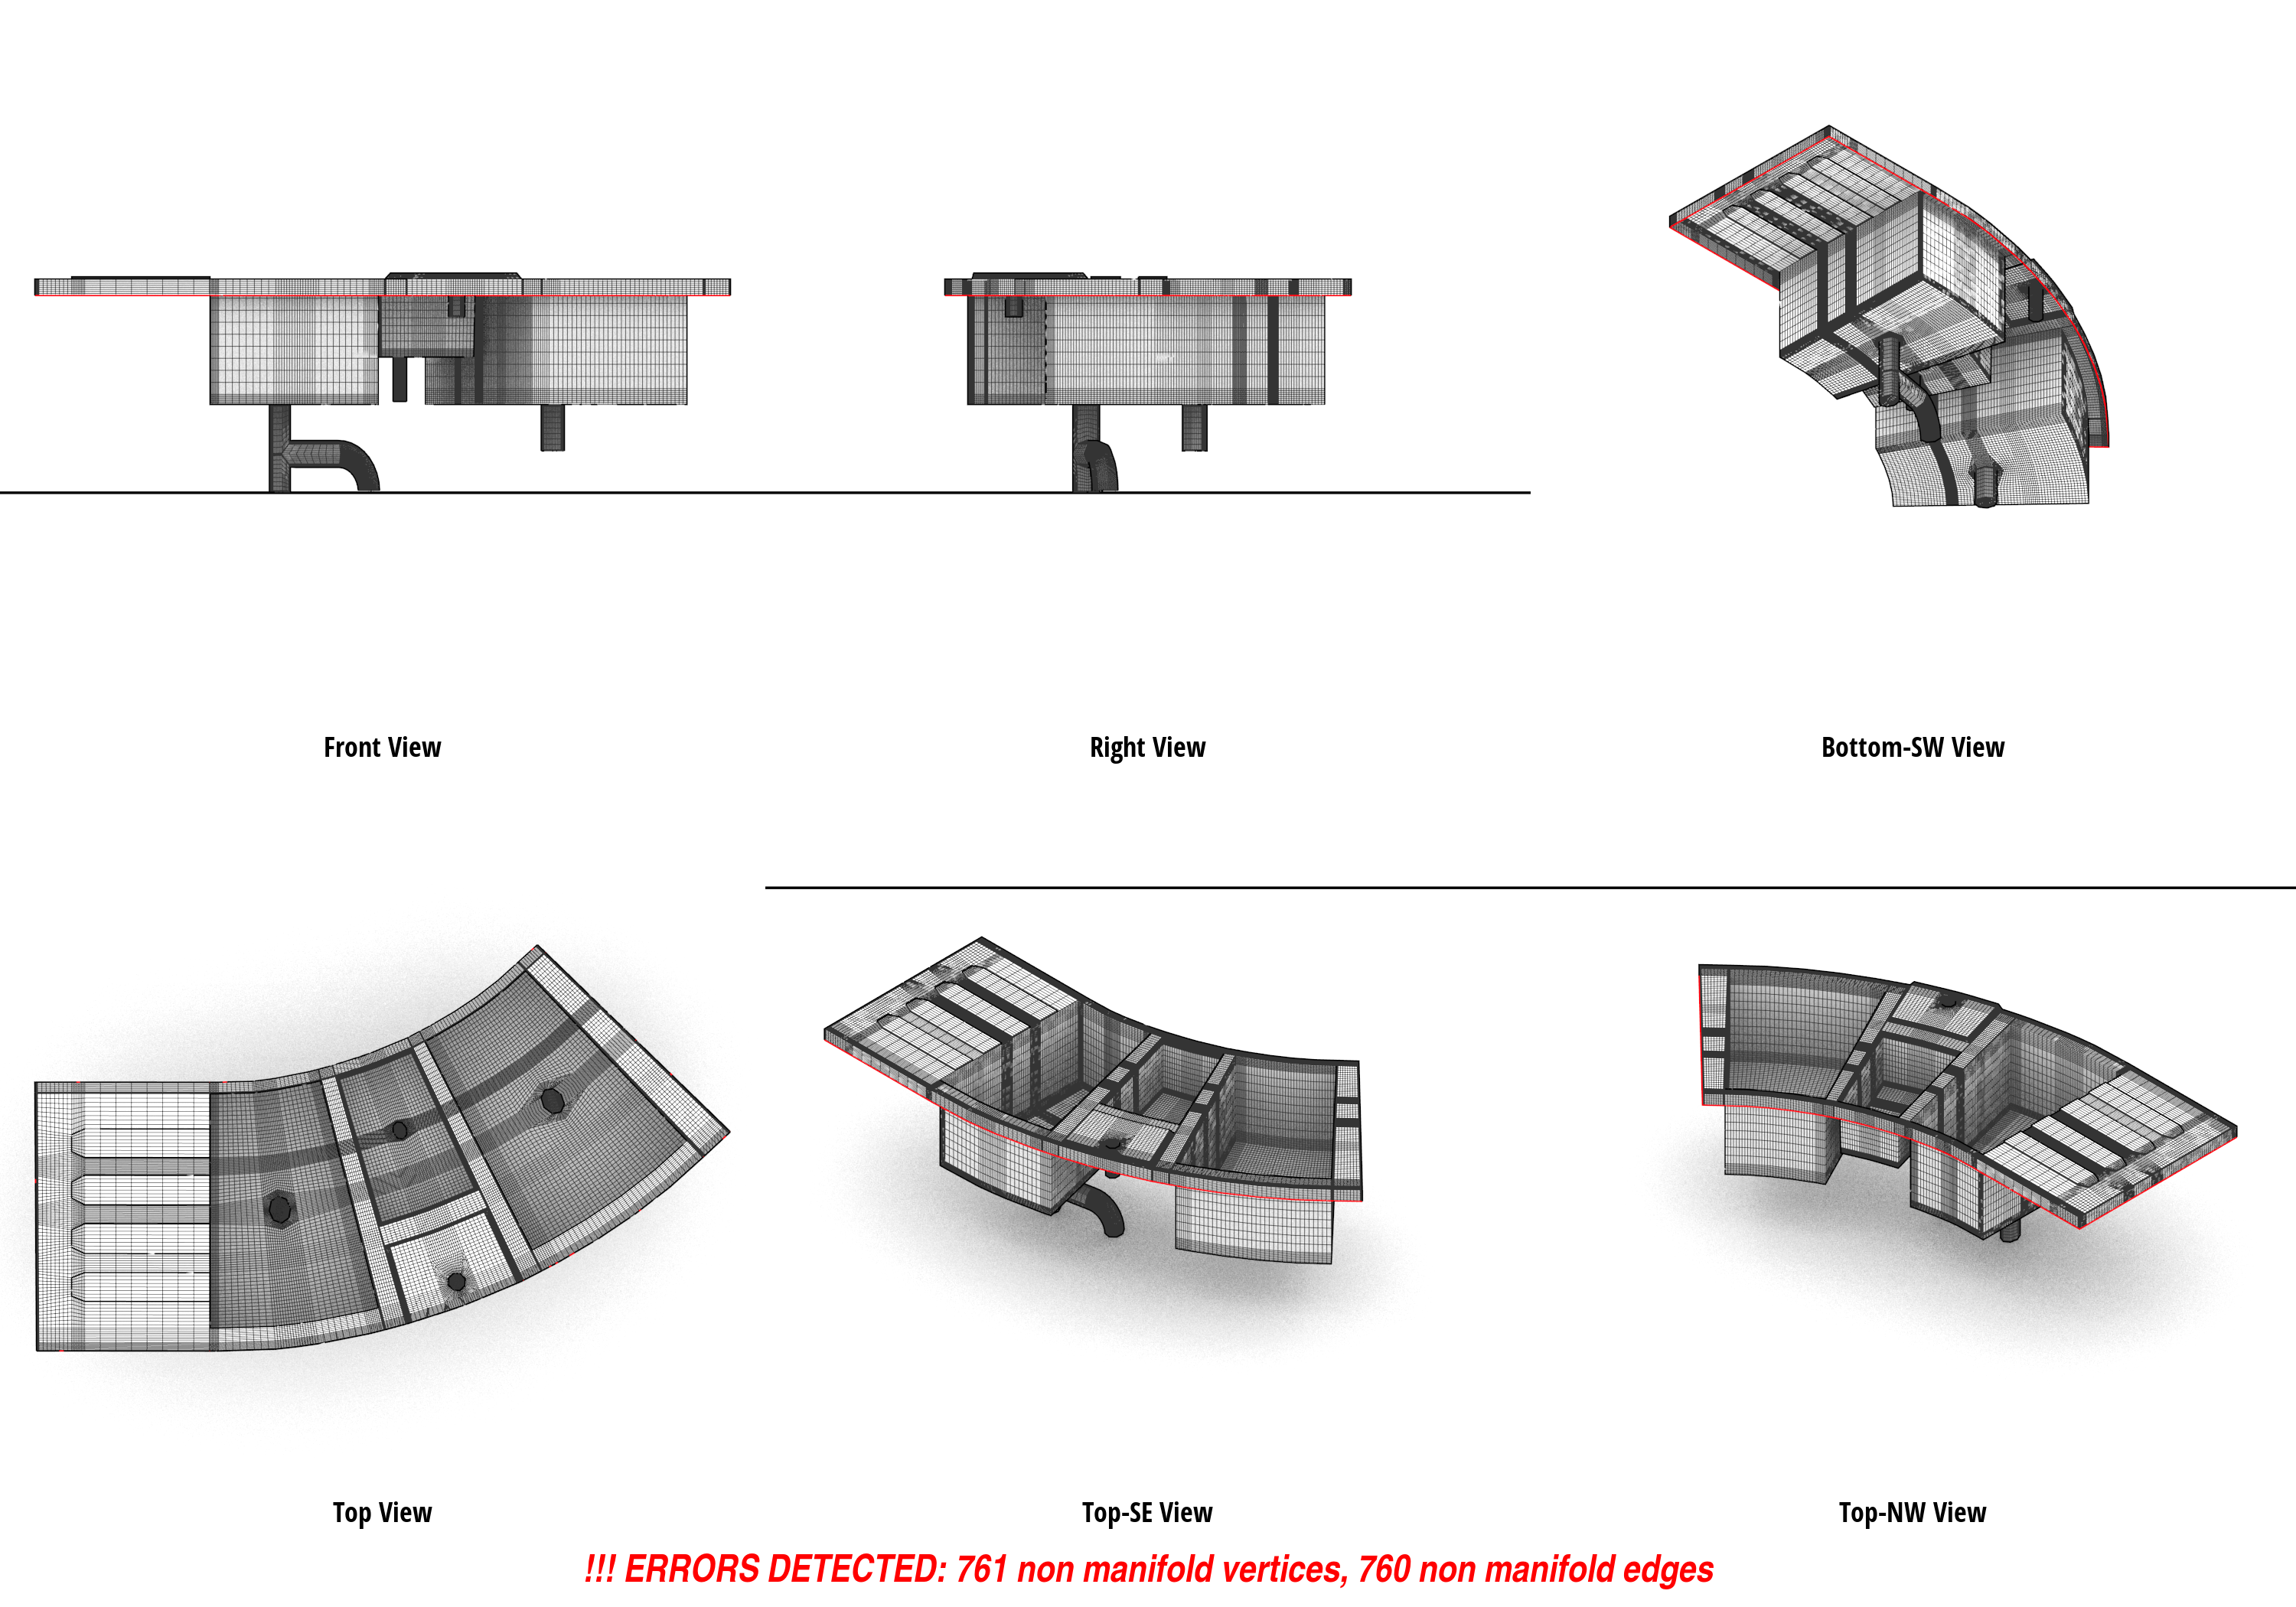 Front View
Right View
Bottom-SW View
Top View
Top-SE View
Top-NW View
!!! ERRORS DETECTED: 761 non manifold vertices, 760 non manifold edges